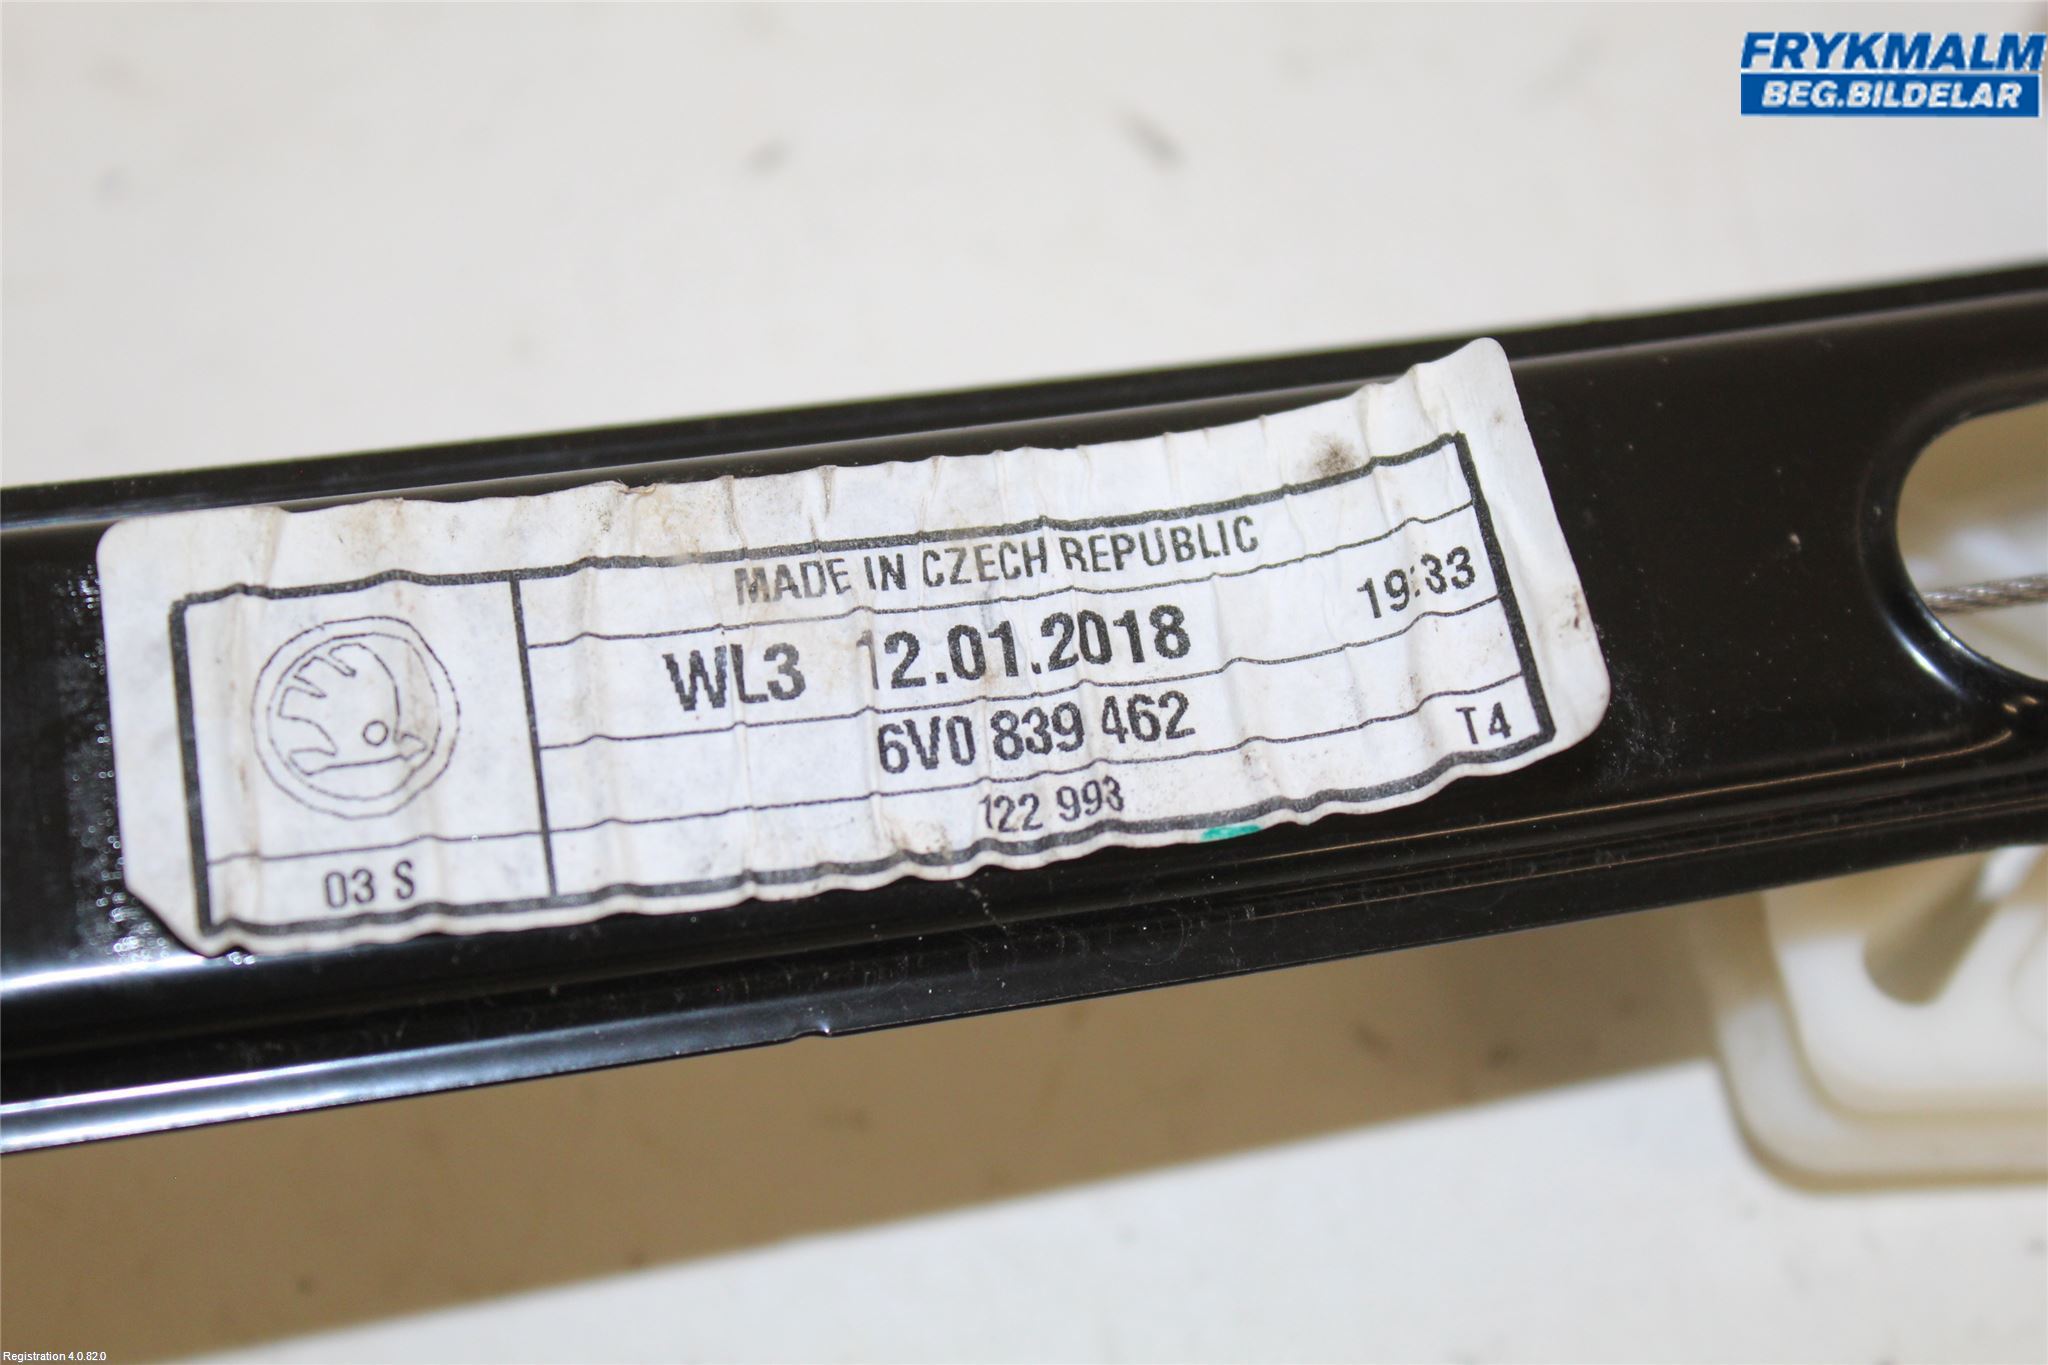 FRYKMALM
BEG.BILDELAR
MADE IN CZECH REPUBLIC
WL3 12.01.2018 19:33
6V0 839 462
T4
122 993
03 S
Registration 4.0.82.0